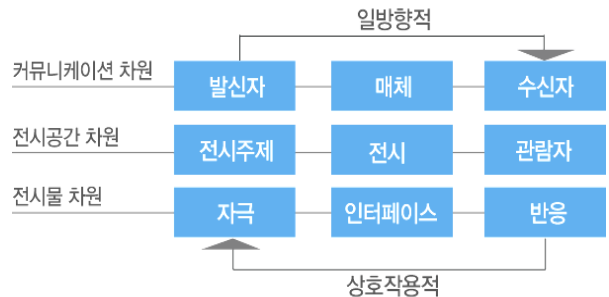 일방향적
커뮤니케이션 차원 발신자 매체 수신자
전시공간 차원 전시주제 전시 관람자
전시물 차원 자극 인터페이스 반응
상호작용적